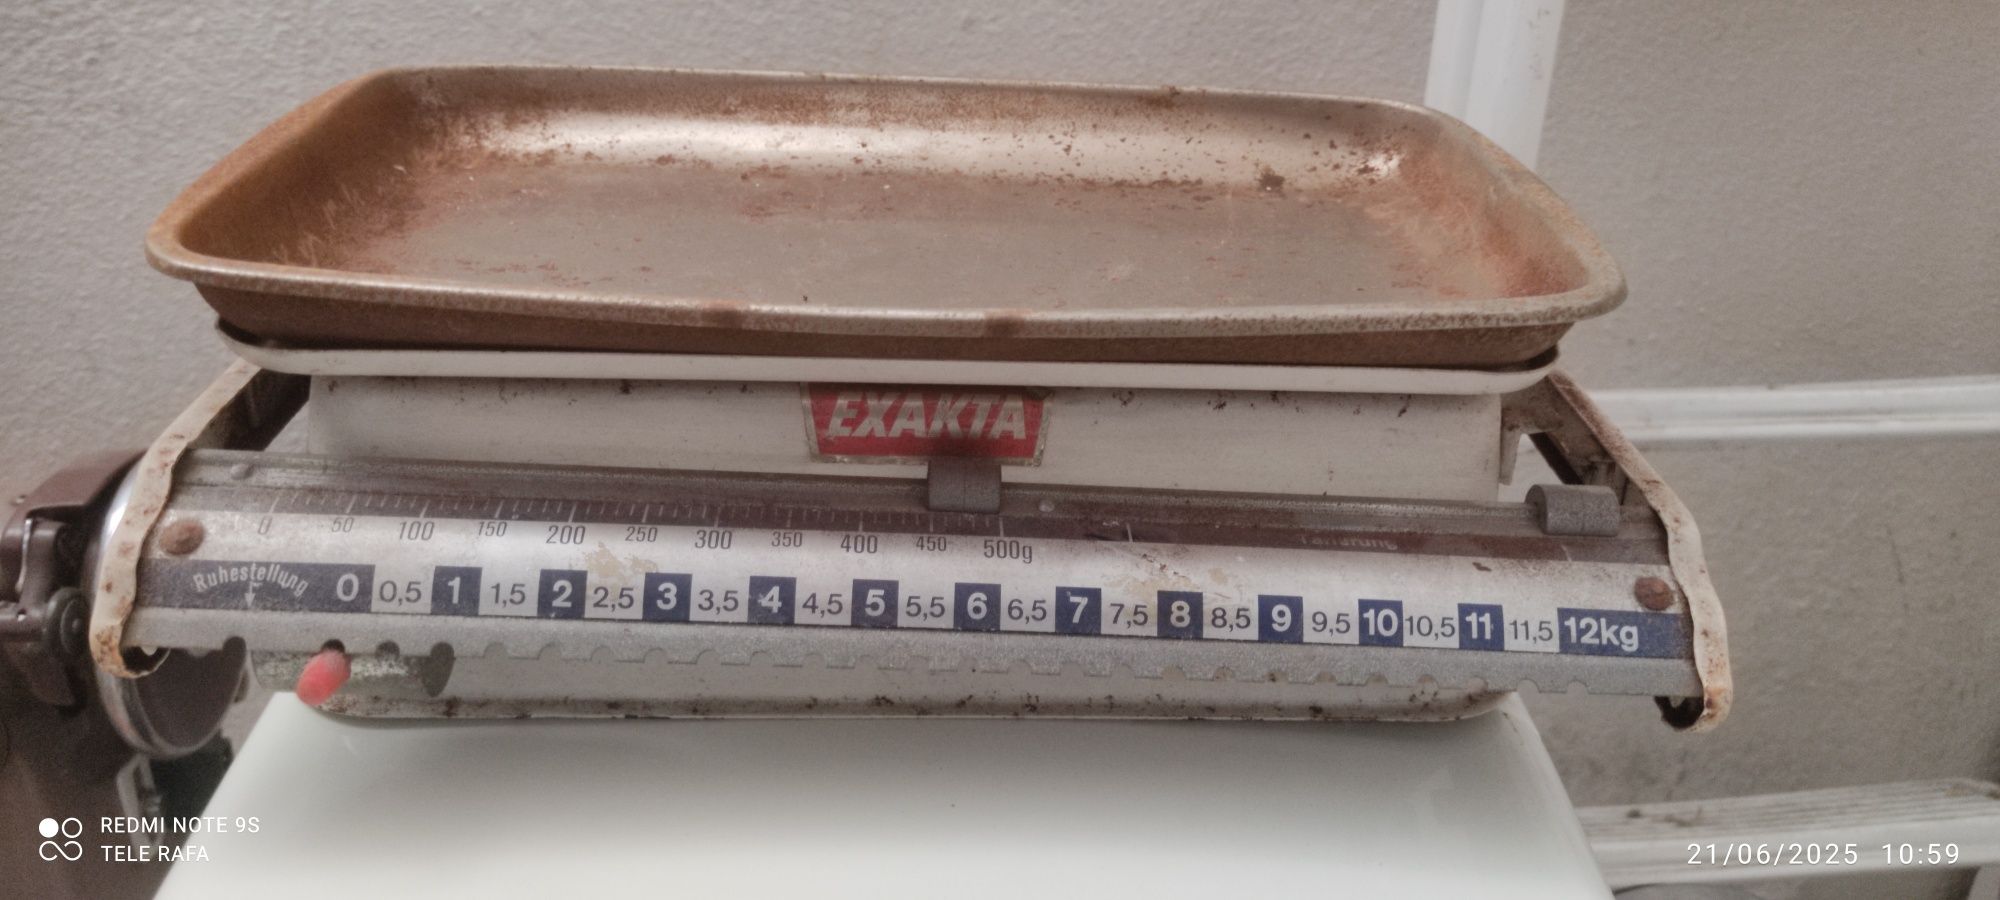 EXAKTA
0 50 100 150 200 250 300 350 400 450 500g
Tarierung
Ruhestellung 0 0,5 1 1,5 2 2,5 3 3,5 4 4,5 5 5,5 6 6,5 7 7,5 8 8,5 9 9,5 10 10,5 11 11,5 12kg
REDMI NOTE 9S
TELE RAFA
21/06/2025 10:59